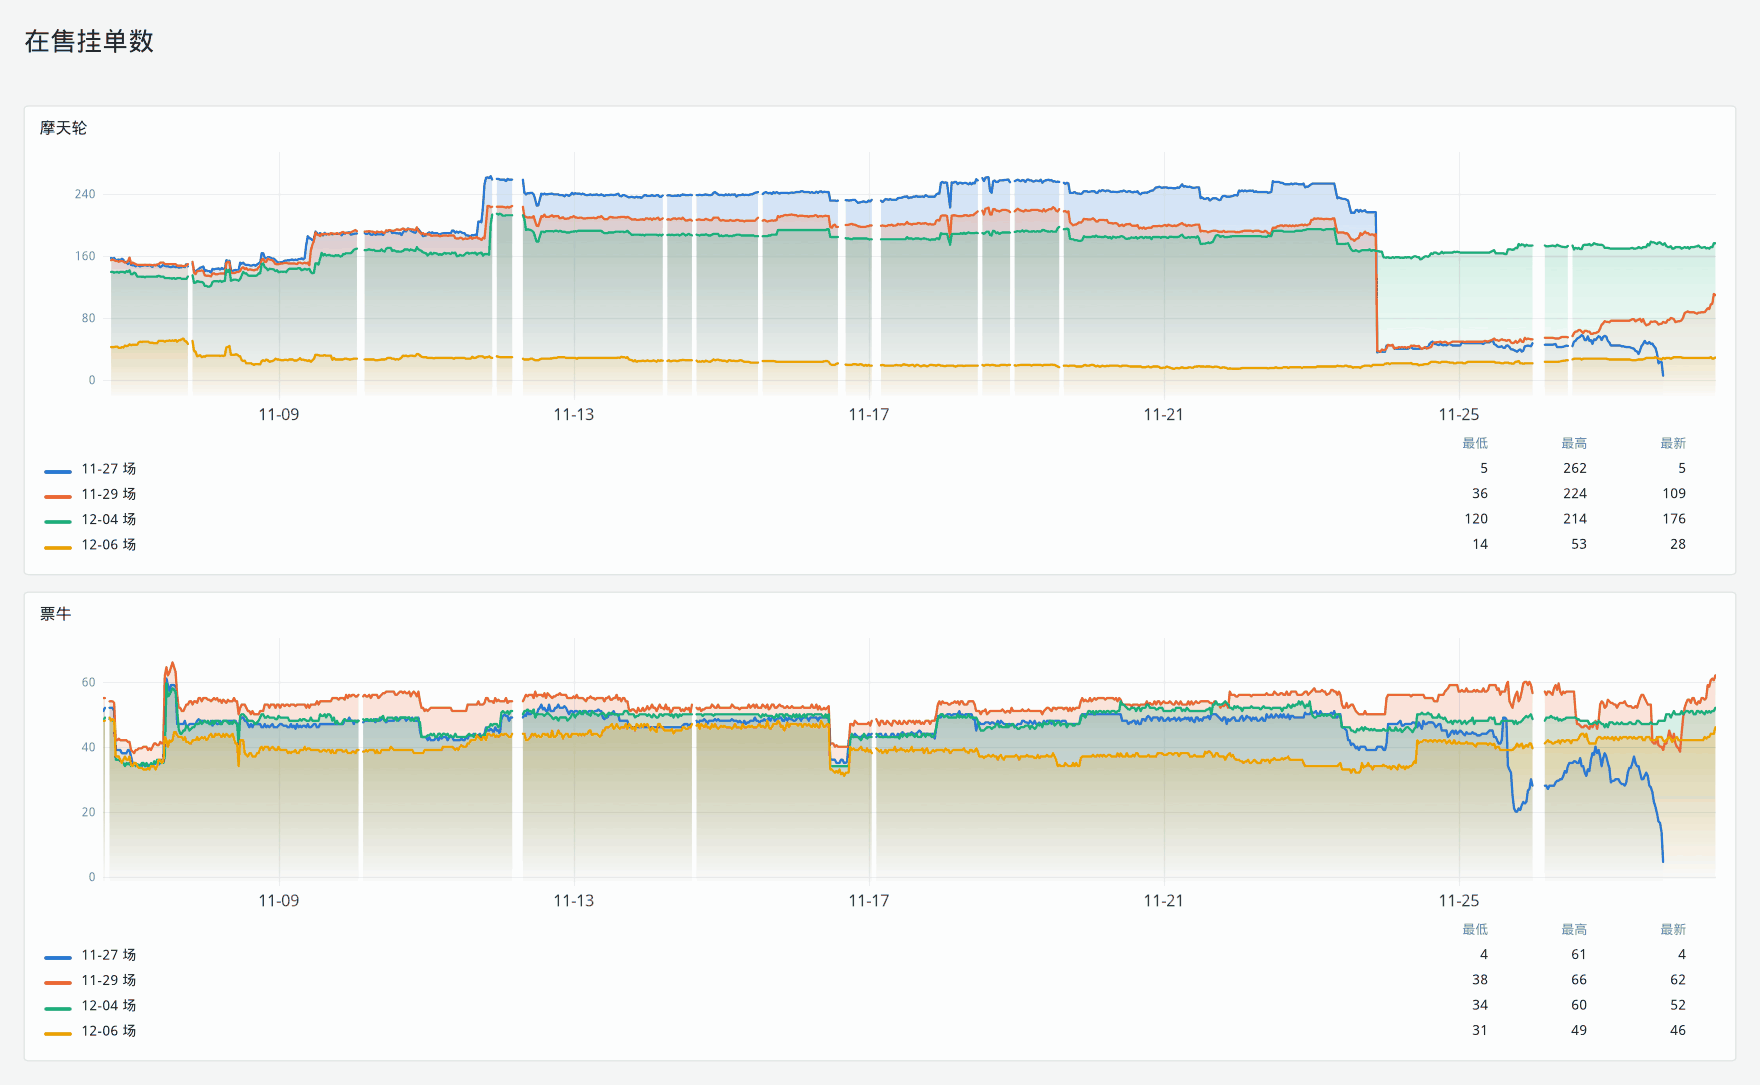 在售挂单数
摩天轮
240
160
80
0
11-09 11-13 11-17 11-21 11-25
最低 最高 最新
11-27 场 5 262 5
11-29 场 36 224 109
12-04 场 120 214 176
12-06 场 14 53 28
票牛
60
40
20
0
11-09 11-13 11-17 11-21 11-25
最低 最高 最新
11-27 场 4 61 4
11-29 场 38 66 62
12-04 场 34 60 52
12-06 场 31 49 46